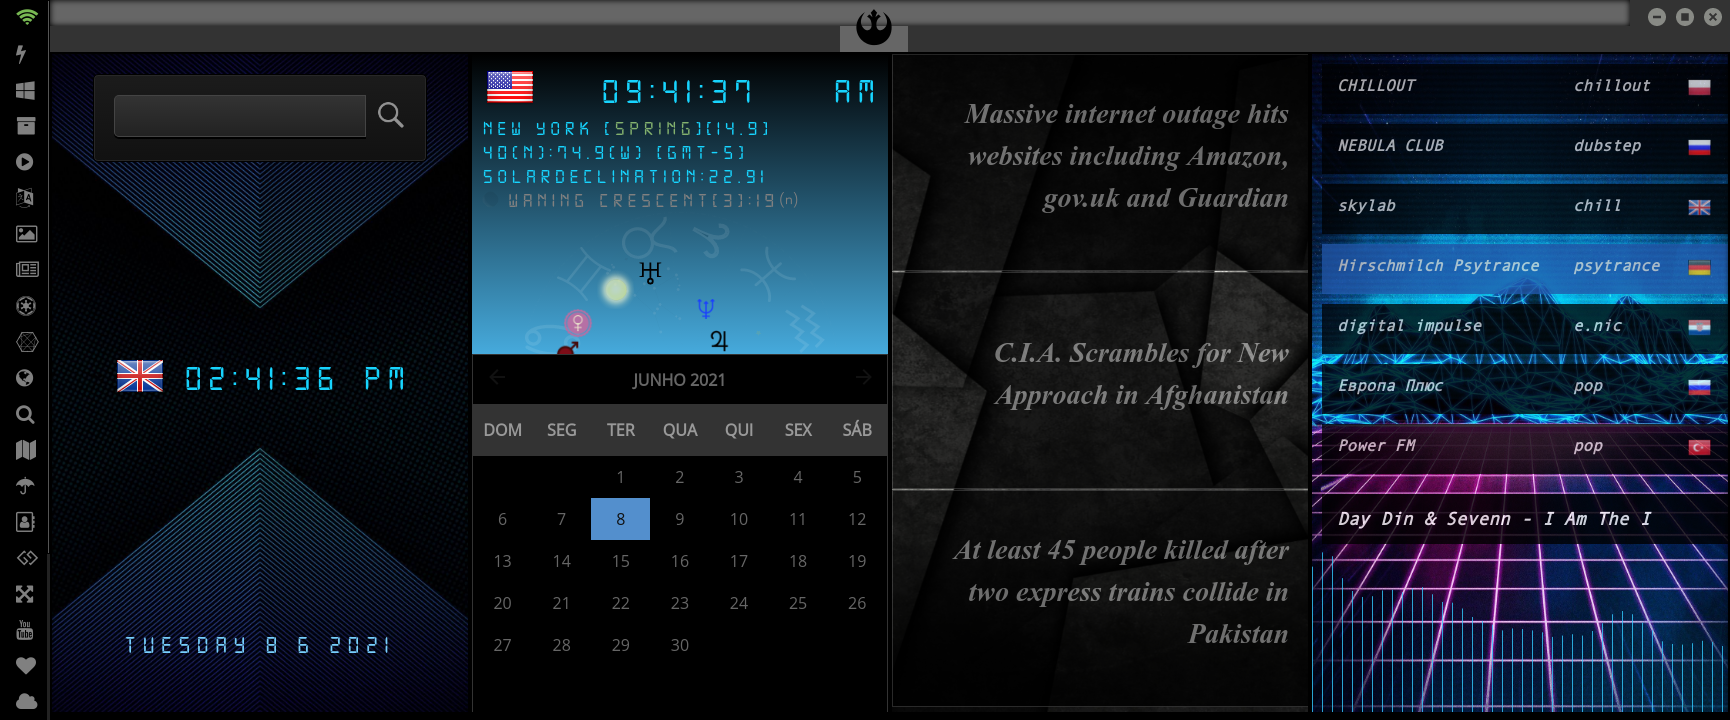 02:41:36 PM
TUESDAY 8 6 2021
09:41:37 AM
NEW YORK [SPRING][14.9]
40(N):74.9(W) [GMT-5]
SOLARDECLINATION:22.91
WANING CRESCENT[3]:19(n)
JUNHO 2021
DOM SEG TER QUA QUI SEX SÁB
1 2 3 4 5
6 7 8 9 10 11 12
13 14 15 16 17 18 19
20 21 22 23 24 25 26
27 28 29 30
Massive internet outage hits
websites including Amazon,
gov.uk and Guardian
C.I.A. Scrambles for New
Approach in Afghanistan
At least 45 people killed after
two express trains collide in
Pakistan
CHILLOUT chillout
NEBULA CLUB dubstep
skylab chill
Hirschmilch Psytrance psytrance
digital impulse e.nic
Европа Плюс pop
Power FM pop
Day Din & Sevenn - I Am The I
You
Tube